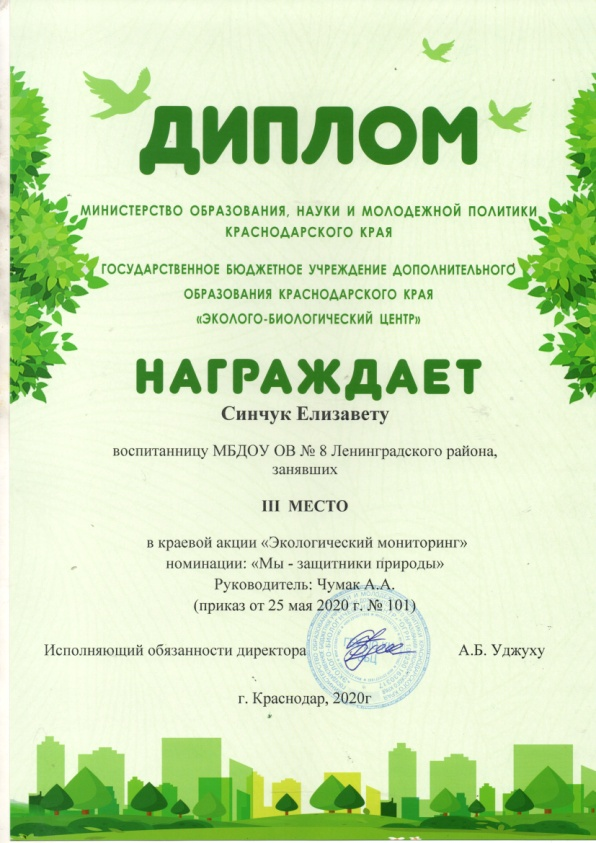 ДИПЛОМ
МИНИСТЕРСТВО ОБРАЗОВАНИЯ, НАУКИ И МОЛОДЕЖНОЙ ПОЛИТИКИ
КРАСНОДАРСКОГО КРАЯ
ГОСУДАРСТВЕННОЕ БЮДЖЕТНОЕ УЧРЕЖДЕНИЕ ДОПОЛНИТЕЛЬНОГО
ОБРАЗОВАНИЯ КРАСНОДАРСКОГО КРАЯ
«ЭКОЛОГО-БИОЛОГИЧЕСКИЙ ЦЕНТР»
НАГРАЖДАЕТ
Синчук Елизавету
воспитанницу МБДОУ ОВ № 8 Ленинградского района,
занявших
III МЕСТО
в краевой акции «Экологический мониторинг»
номинации: «Мы - защитники природы»
Руководитель: Чумак А.А.
(приказ от 25 мая 2020 г. № 101)
Исполняющий обязанности директора А.Б. Уджуху
г. Краснодар, 2020г